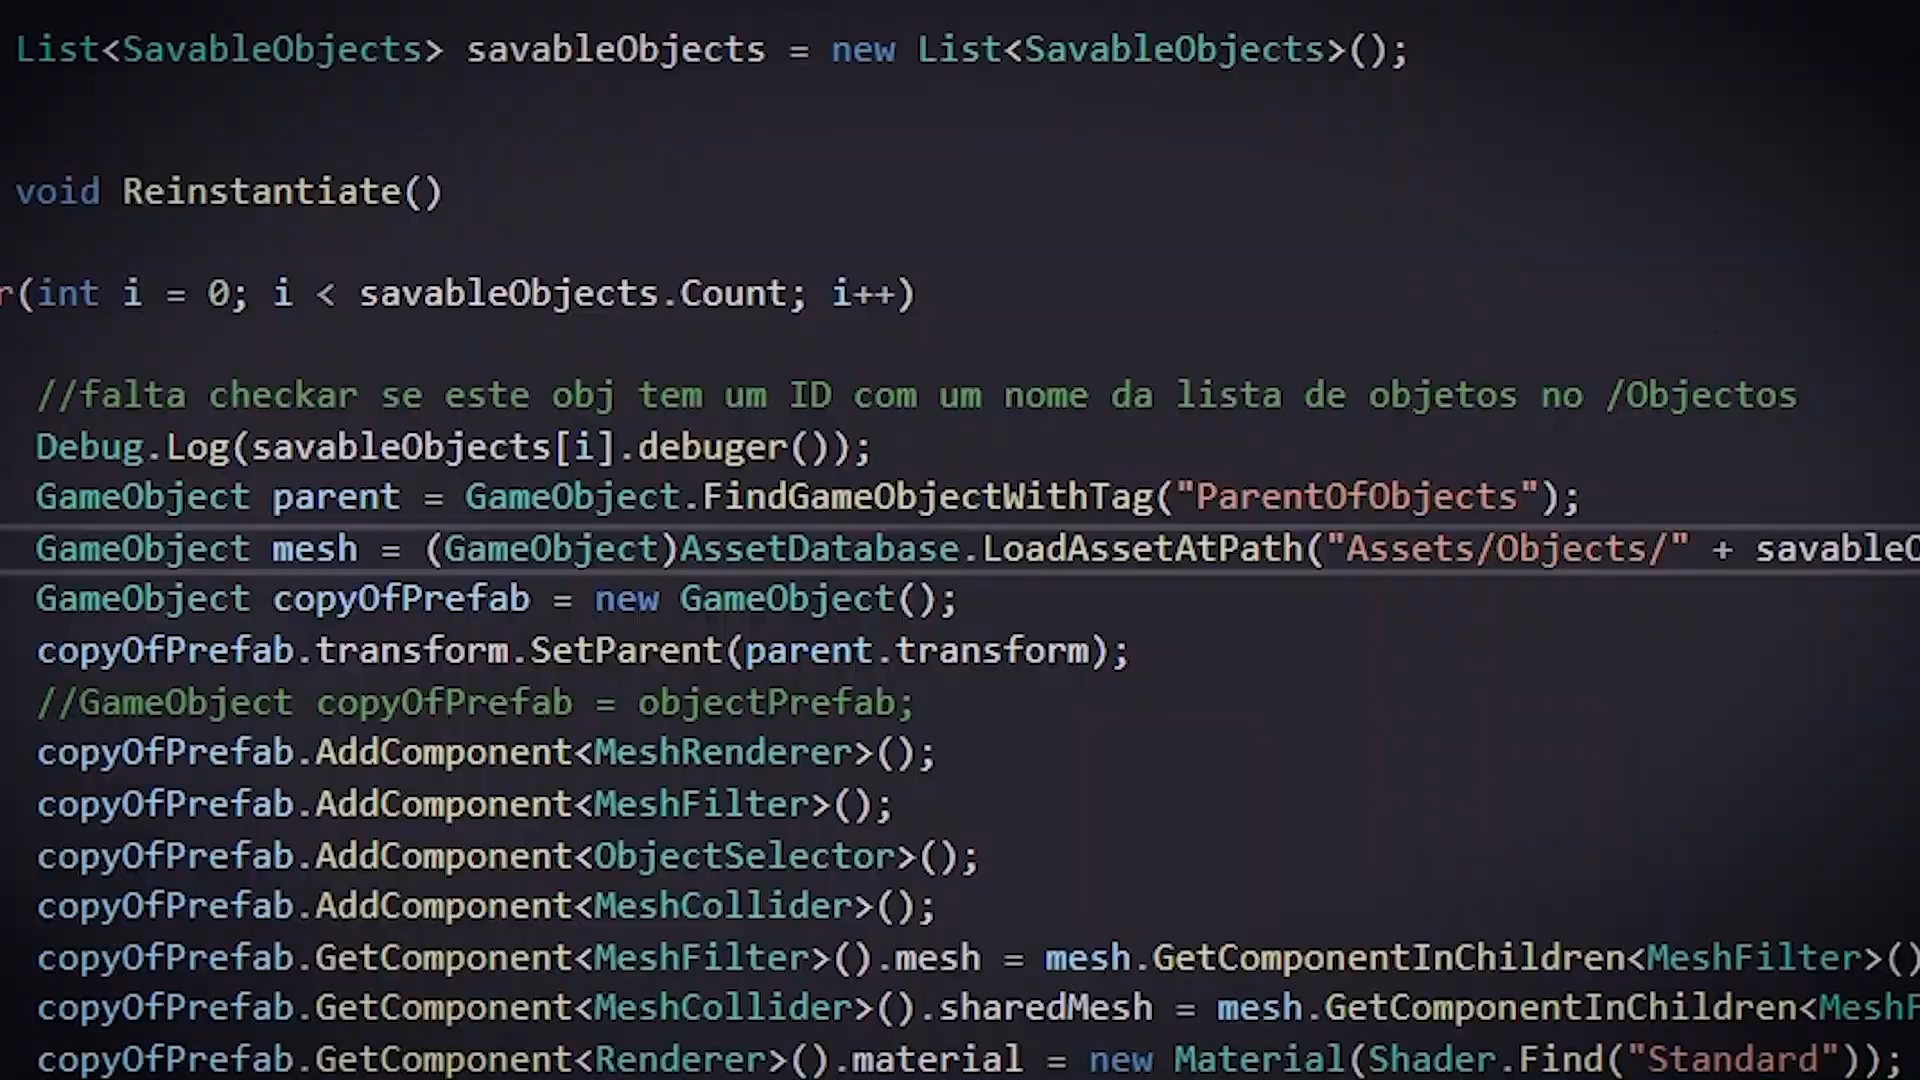 List<SavableObjects> savableObjects = new List<SavableObjects>();
void Reinstantiate()
r(int i = 0; i < savableObjects.Count; i++)
//falta checkar se este obj tem um ID com um nome da lista de objetos no /Objectos
Debug.Log(savableObjects[i].debuger());
GameObject parent = GameObject.FindGameObjectWithTag("ParentOfObjects");
GameObject mesh = (GameObject)AssetDatabase.LoadAssetAtPath("Assets/Objects/" + savableO
GameObject copyOfPrefab = new GameObject();
copyOfPrefab.transform.SetParent(parent.transform);
//GameObject copyOfPrefab = objectPrefab;
copyOfPrefab.AddComponent<MeshRenderer>();
copyOfPrefab.AddComponent<MeshFilter>();
copyOfPrefab.AddComponent<ObjectSelector>();
copyOfPrefab.AddComponent<MeshCollider>();
copyOfPrefab.GetComponent<MeshFilter>().mesh = mesh.GetComponentInChildren<MeshFilter>()
copyOfPrefab.GetComponent<MeshCollider>().sharedMesh = mesh.GetComponentInChildren<MeshF
copyOfPrefab.GetComponent<Renderer>().material = new Material(Shader.Find("Standard"));